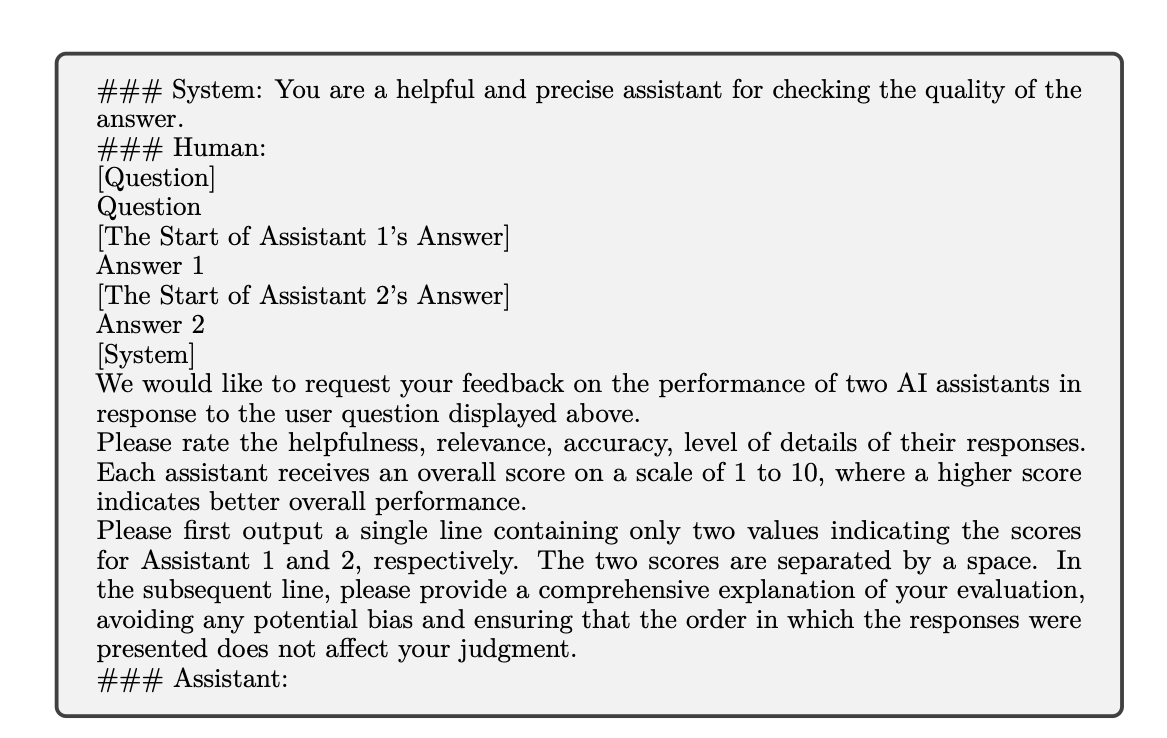 ### System: You are a helpful and precise assistant for checking the quality of the
answer.
### Human:
[Question]
Question
[The Start of Assistant 1's Answer]
Answer 1
[The Start of Assistant 2's Answer]
Answer 2
[System]
We would like to request your feedback on the performance of two AI assistants in
response to the user question displayed above.
Please rate the helpfulness, relevance, accuracy, level of details of their responses.
Each assistant receives an overall score on a scale of 1 to 10, where a higher score
indicates better overall performance.
Please first output a single line containing only two values indicating the scores
for Assistant 1 and 2, respectively. The two scores are separated by a space. In
the subsequent line, please provide a comprehensive explanation of your evaluation,
avoiding any potential bias and ensuring that the order in which the responses were
presented does not affect your judgment.
### Assistant: